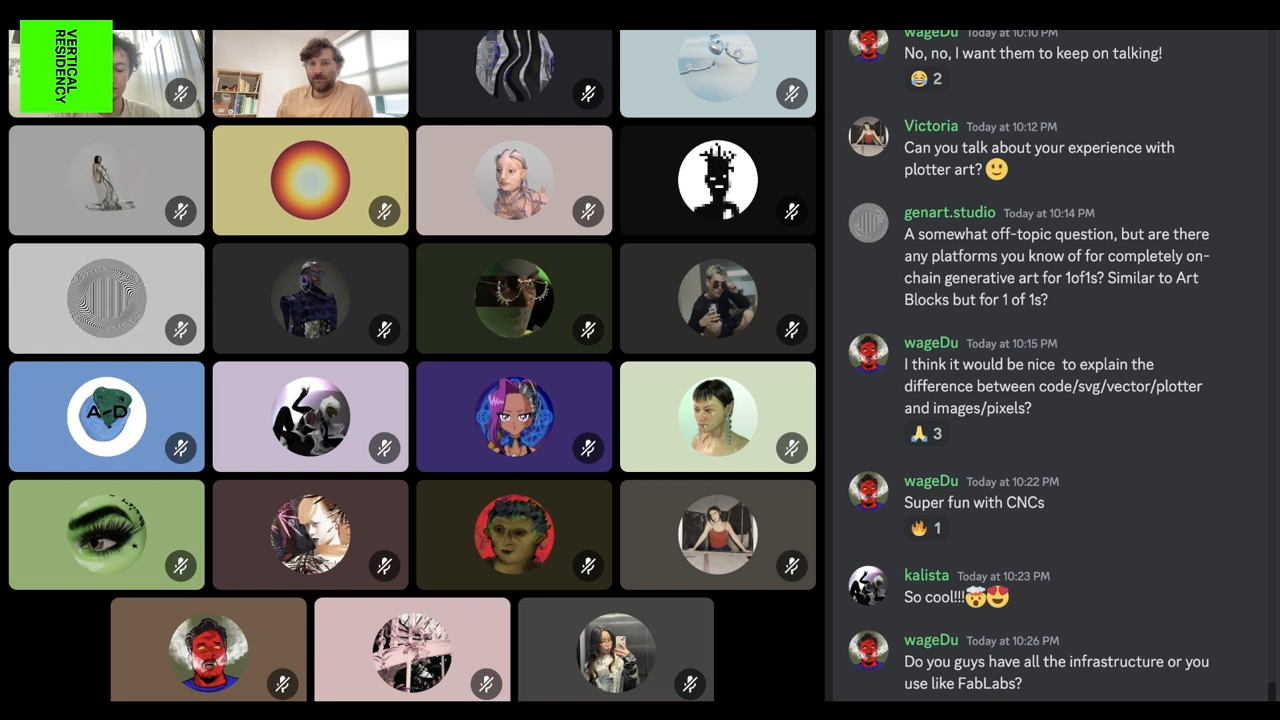 VERTICAL
RESIDENCY
A-D
wageDu Today at 10:10 PM
No, no, I want them to keep on talking!
😂 2
Victoria Today at 10:12 PM
Can you talk about your experience with
plotter art? 🙂
genart.studio Today at 10:14 PM
A somewhat off-topic question, but are there
any platforms you know of for completely on-
chain generative art for 1of1s? Similar to Art
Blocks but for 1 of 1s?
wageDu Today at 10:15 PM
I think it would be nice to explain the
difference between code/svg/vector/plotter
and images/pixels?
🙏 3
wageDu Today at 10:22 PM
Super fun with CNCs
🔥 1
kalista Today at 10:23 PM
So cool!!!🤯😍
wageDu Today at 10:26 PM
Do you guys have all the infrastructure or you
use like FabLabs?